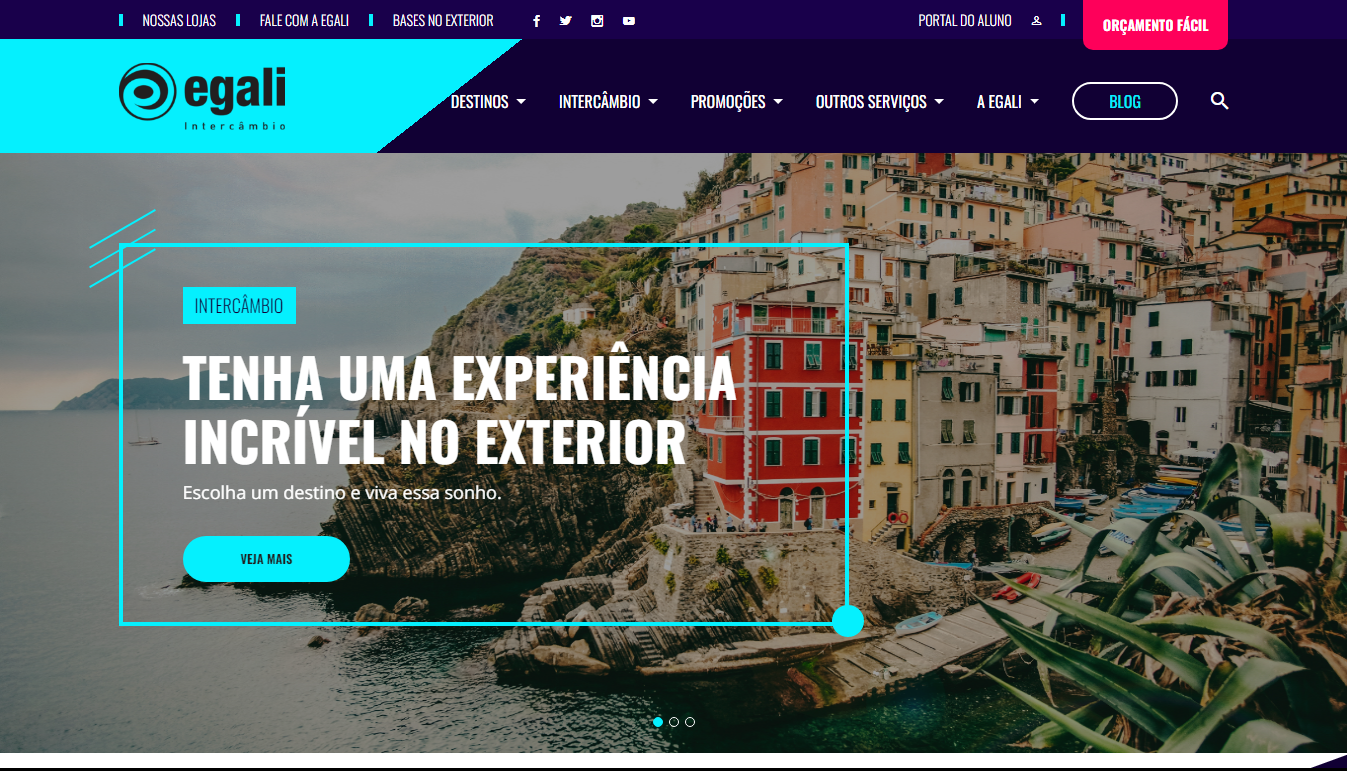 NOSSAS LOJAS
FALE COM A EGALI
BASES NO EXTERIOR
PORTAL DO ALUNO
ORÇAMENTO FÁCIL
egali
Intercâmbio
DESTINOS
INTERCÂMBIO
PROMOÇÕES
OUTROS SERVIÇOS
A EGALI
BLOG
INTERCÂMBIO
TENHA UMA EXPERIÊNCIA
INCRÍVEL NO EXTERIOR
Escolha um destino e viva essa sonho.
VEJA MAIS